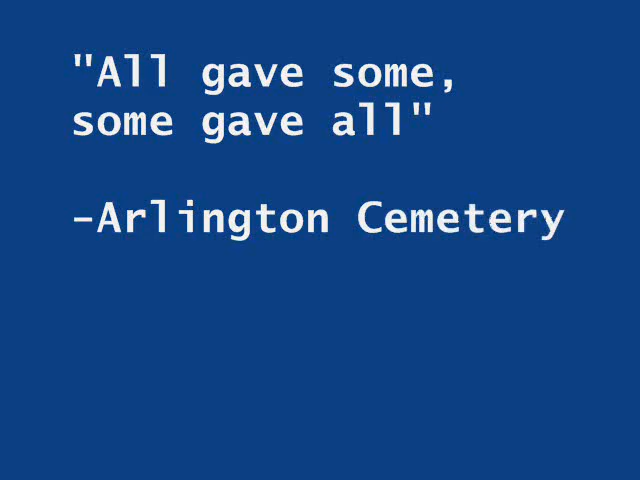 "All gave some,
some gave all"
–Arlington Cemetery